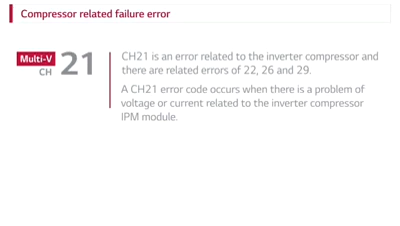 Compressor related failure error
Multi-V
CH
21
CH21 is an error related to the inverter compressor and
there are related errors of 22, 26 and 29.
A CH21 error code occurs when there is a problem of
voltage or current related to the inverter compressor
IPM module.